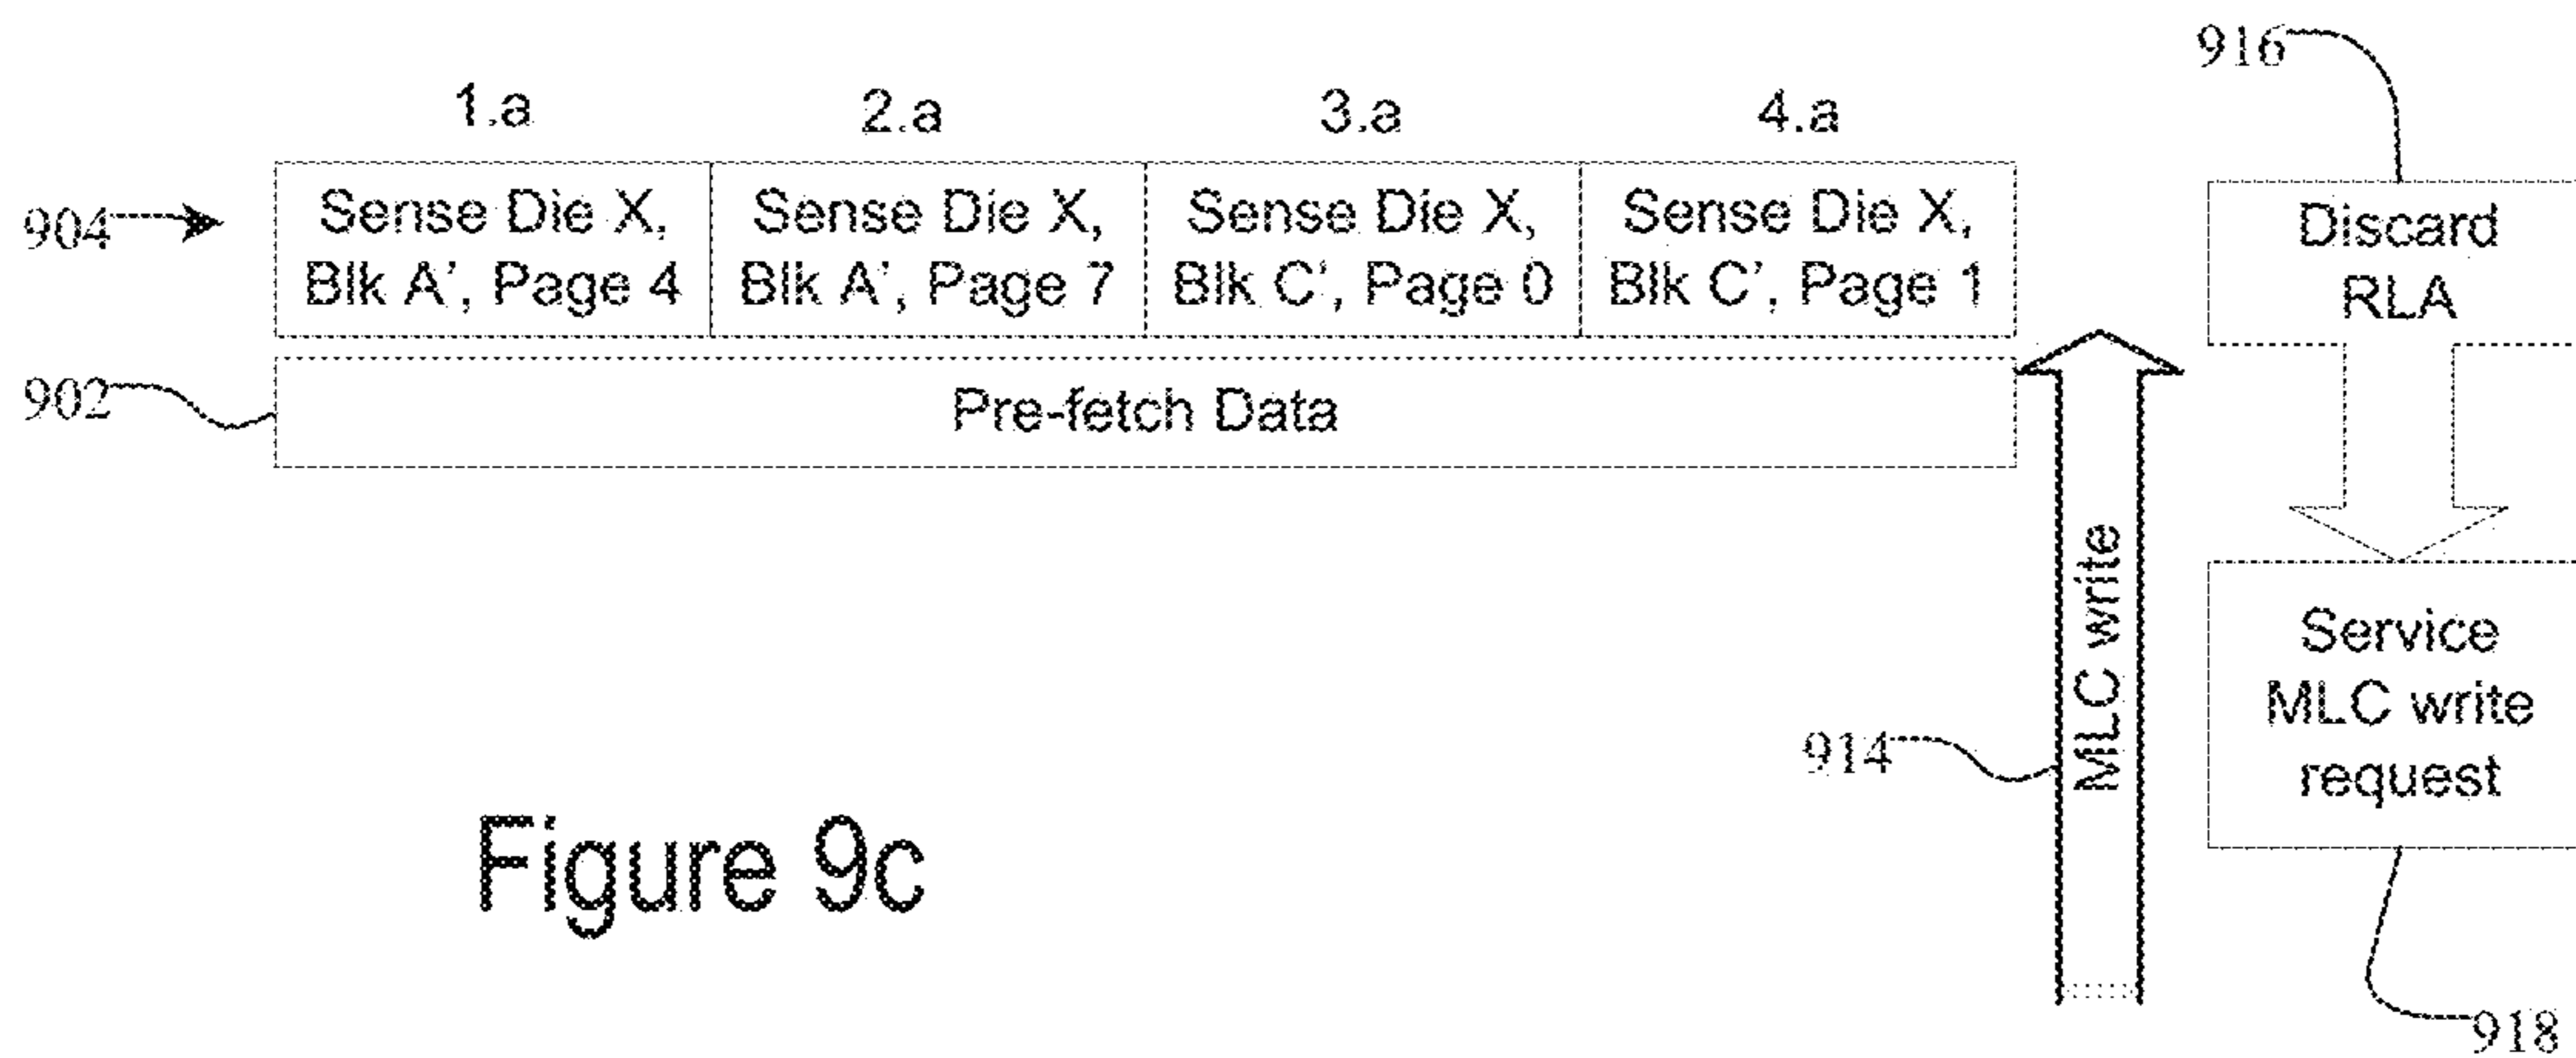 916
1.a 2.a 3.a 4.a
904
Sense Die X,
Blk A', Page 4
Sense Die X,
Blk A', Page 7
Sense Die X,
Blk C', Page 0
Sense Die X,
Blk C', Page 1
Discard
RLA
902
Pre-fetch Data
MLC write
914
Service
MLC write
request
Figure 9c
918